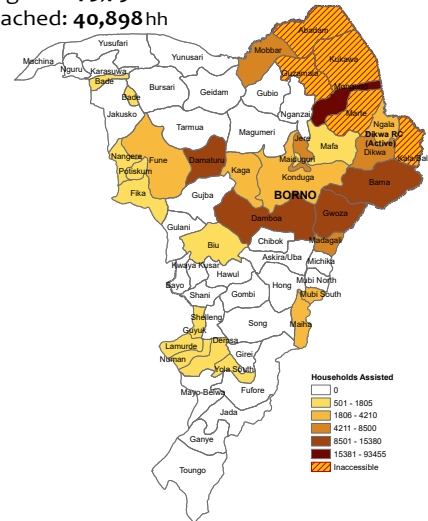 ached: 40,898 hh
Abadam
Yusufari
Mobbar
Kukawa
Machina
Yunusari
Nguru
Karasuwa
Guzamala
Bade
Bursari
Geidam
Gubio
Bade
Monguno
Jakusko
Nganzai
Marte
Tarmua
Magumeri
Ngala
Dikwa RC
(Active)
Jere
Mafa
Nangere
Fune
Damaturu
Maiduguri
Dikwa
Kala/Bal
Potiskum
Kaga
Konduga
Bama
Fika
Gujba
BORNO
Damboa
Gwoza
Gulani
Biu
Chibok
Madagali
Askira/Uba
Michika
Kwaya Kusar
Hawul
Bayo
Hong
Mubi North
Shani
Gombi
Mubi South
Shelleng
Song
Maiha
Guyuk
Demsa
Lamurde
Girei
Numan
Yola South
Mayo-Belwa
Fufore
Jada
Ganye
Toungo
Households Assisted
0
501 - 1805
1806 - 4210
4211 - 8500
8501 - 15380
15381 - 93455
Inaccessible